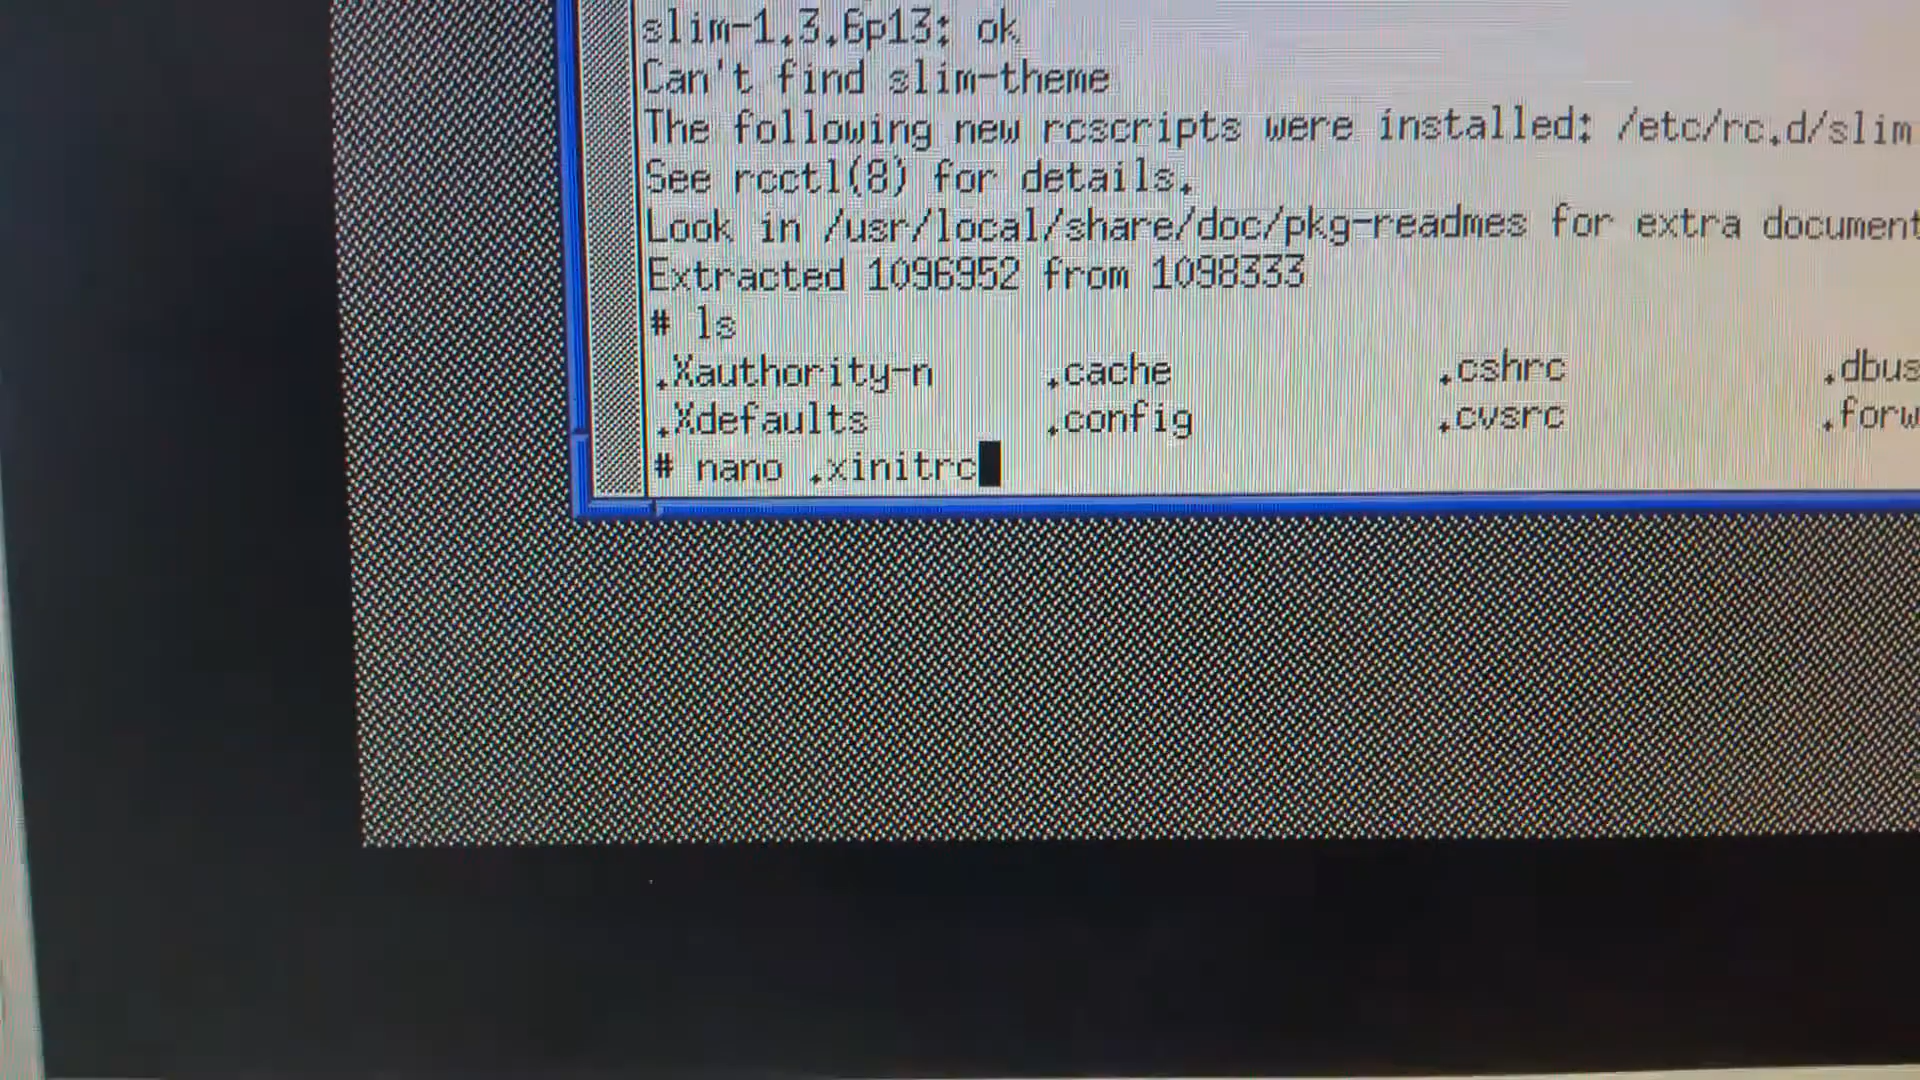 slim-1.3.6p13: ok
Can't find slim-theme
The following new rcscripts were installed: /etc/rc.d/slim
See rcctl(8) for details.
Look in /usr/local/share/doc/pkg-readmes for extra document
Extracted 1096952 from 1098333
# ls
.Xauthority-n .cache .cshrc .dbus
.Xdefaults .config .cvsrc .forw
# nano .xinitrc